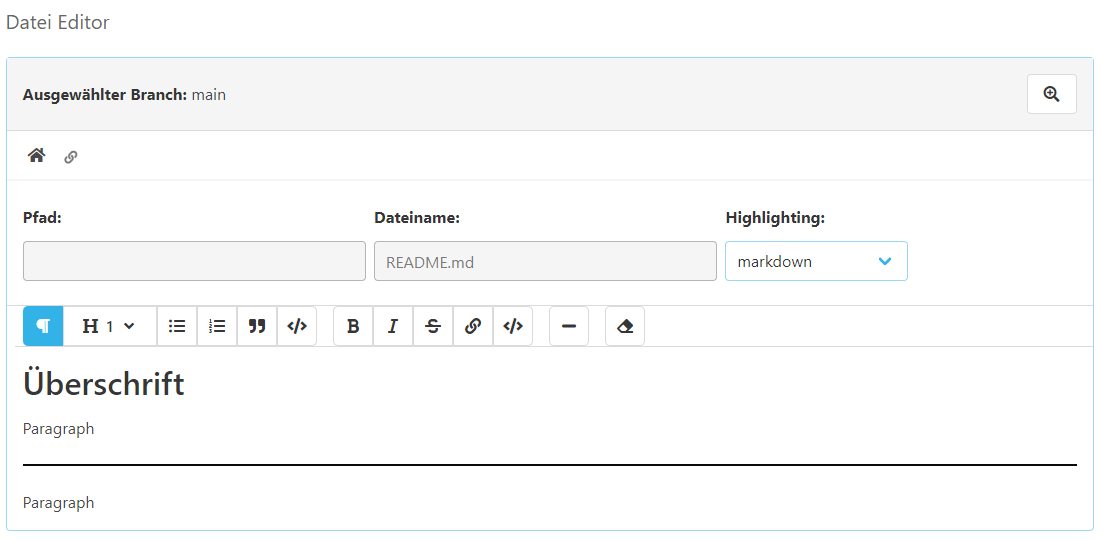 Datei Editor
Ausgewählter Branch: main
Pfad: Dateiname: Highlighting:
README.md markdown
H 1 B I S
Überschrift
Paragraph
Paragraph